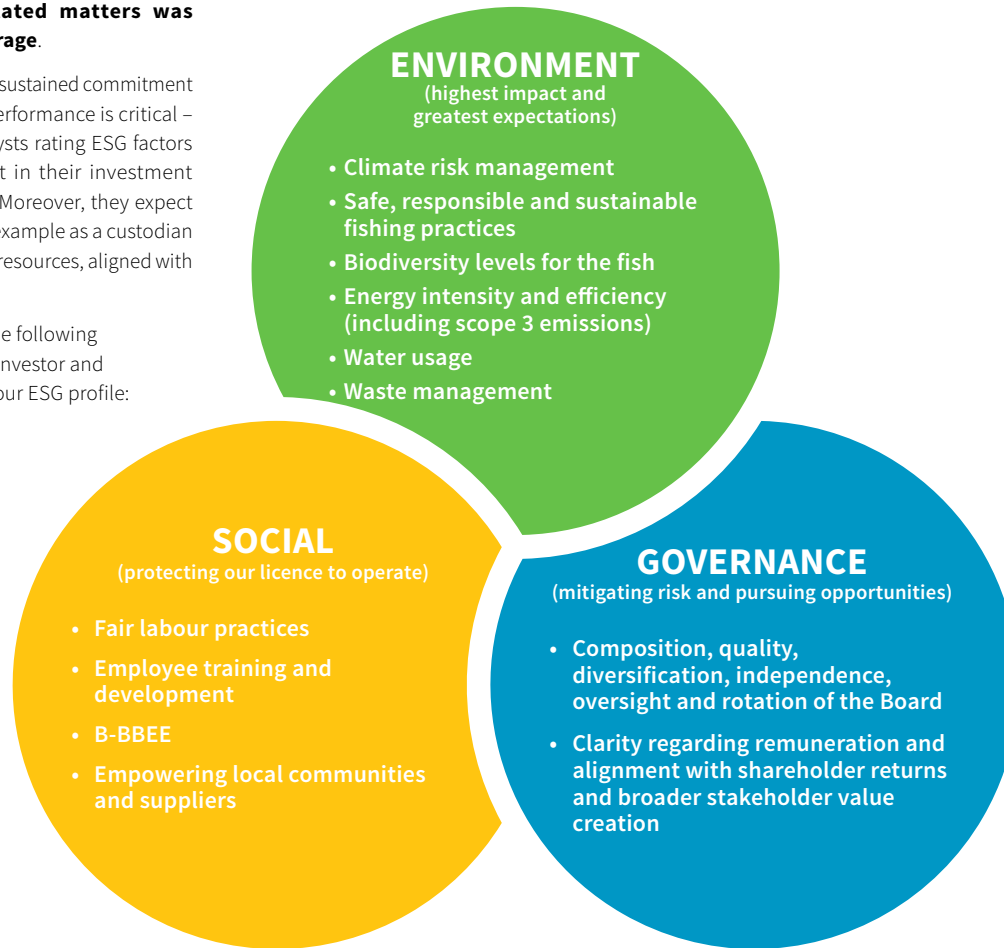 ated matters was
rage.
sustained commitment
erformance is critical –
ysts rating ESG factors
t in their investment
Moreover, they expect
example as a custodian
resources, aligned with
e following
nvestor and
our ESG profile:
ENVIRONMENT
(highest impact and
greatest expectations)
• Climate risk management
• Safe, responsible and sustainable
fishing practices
• Biodiversity levels for the fish
• Energy intensity and efficiency
(including scope 3 emissions)
• Water usage
• Waste management
SOCIAL
(protecting our licence to operate)
• Fair labour practices
• Employee training and
development
• B-BBEE
• Empowering local communities
and suppliers
GOVERNANCE
(mitigating risk and pursuing opportunities)
• Composition, quality,
diversification, independence,
oversight and rotation of the Board
• Clarity regarding remuneration and
alignment with shareholder returns
and broader stakeholder value
creation